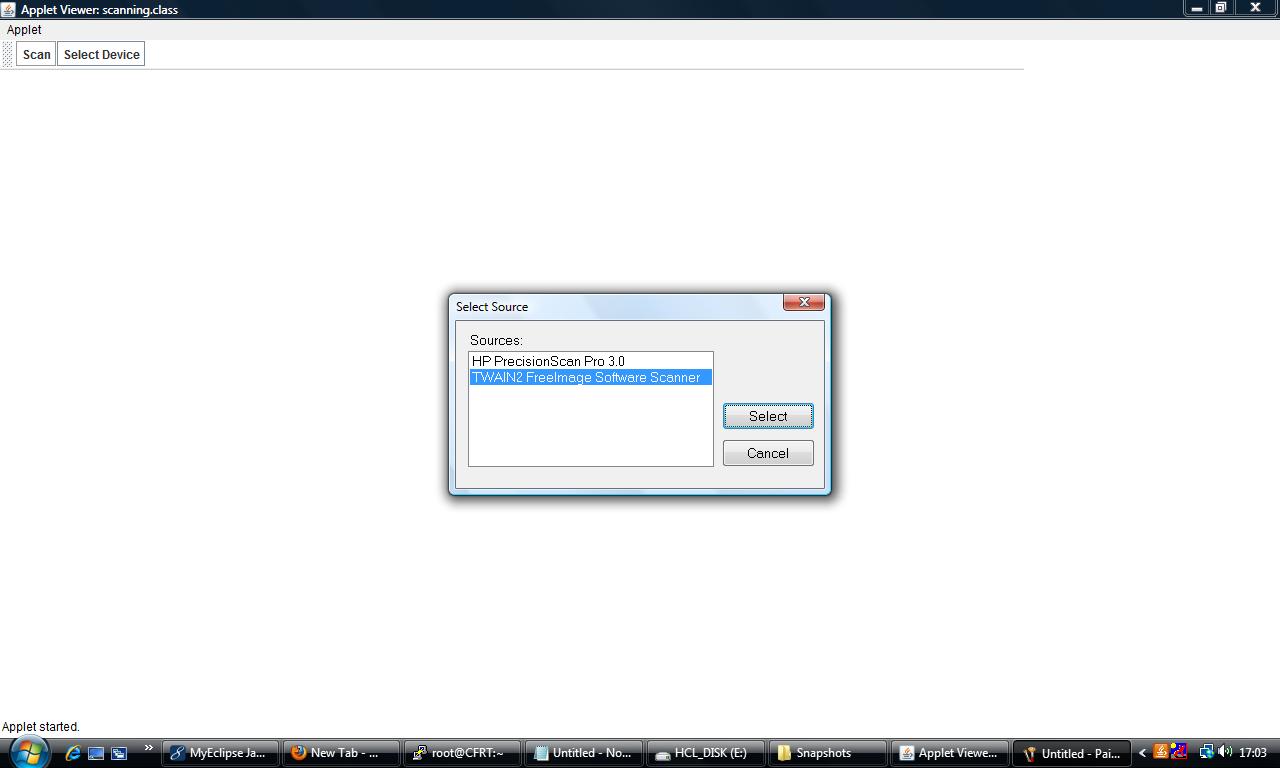 Applet Viewer: scanning.class
Applet
Scan Select Device
Select Source
Sources:
HP PrecisionScan Pro 3.0
TWAIN2 FreeImage Software Scanner
Select
Cancel
Applet started.
MyEclipse Ja... New Tab - ... root@CFRT:~ Untitled - No... HCL_DISK (E:) Snapshots Applet Viewe... Untitled - Pai... 17:03